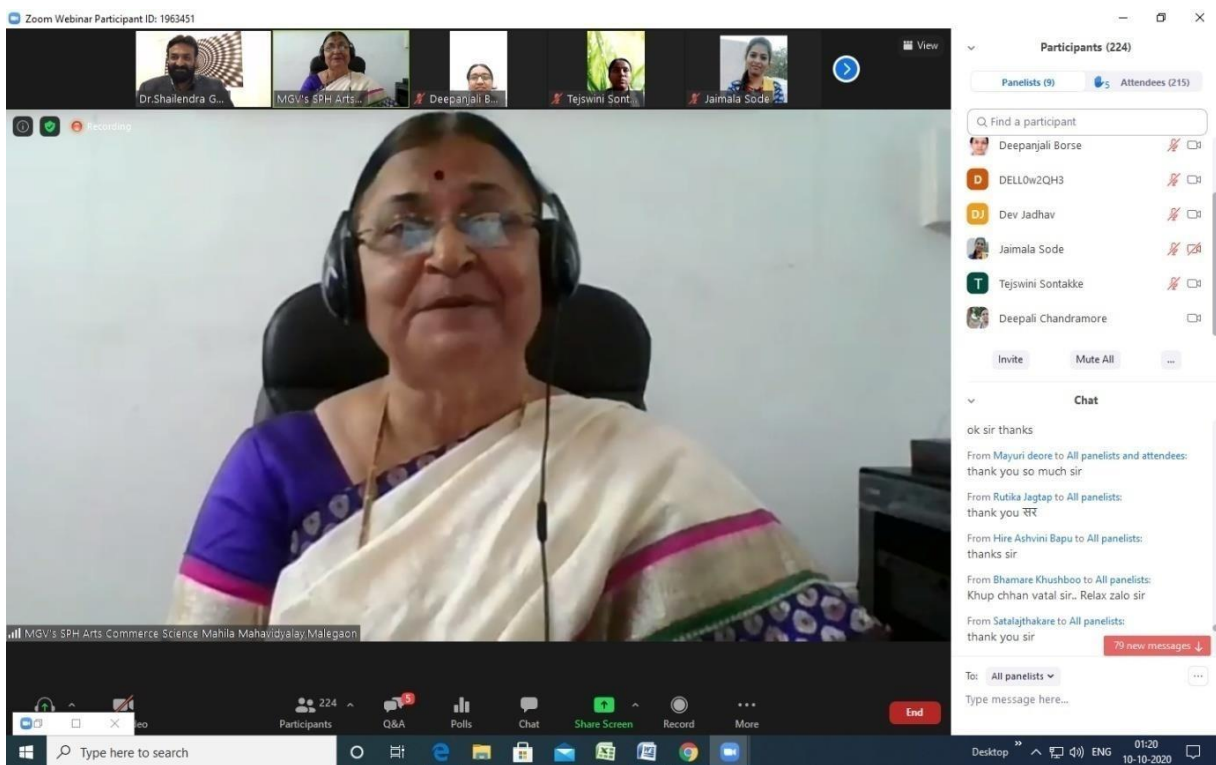 Zoom Webinar Participant ID: 1963451
Dr.Shailendra G...
MGV's SPH Arts...
Deepanjali B...
Tejswini Sont...
Jaimala Sode
View
Recording
MGV's SPH Arts Commerce Science Mahila Mahavidyalay,Malegaon
Participants (224)
Panelists (9)
5 Attendees (215)
Find a participant
Deepanjali Borse
D DELL0w2QH3
DJ Dev Jadhav
Jaimala Sode
T Tejswini Sontakke
Deepali Chandramore
Invite Mute All ...
Chat
ok sir thanks
From Mayuri deore to All panelists and attendees:
thank you so much sir
From Rutika Jagtap to All panelists:
thank you सर
From Hire Ashvini Bapu to All panelists:
thanks sir
From Bhamare Khushboo to All panelists:
Khup chhan vatal sir.. Relax zalo sir
From Satalajthakare to All panelists:
thank you sir
79 new messages
To: All panelists
Type message here...
224
5
Participants
Q&A
Polls
Chat
Share Screen
Record
More
End
Type here to search
Desktop
ENG
01:20
10-10-2020